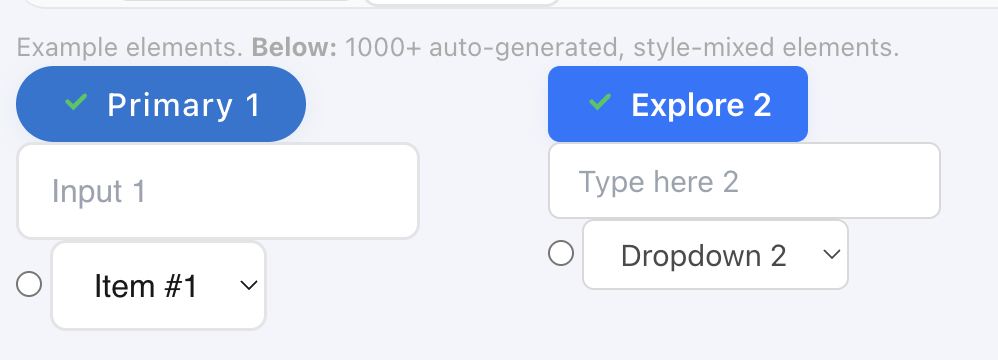 Example elements. Below: 1000+ auto-generated, style-mixed elements.
Primary 1
Explore 2
Input 1
Type here 2
Item #1
Dropdown 2